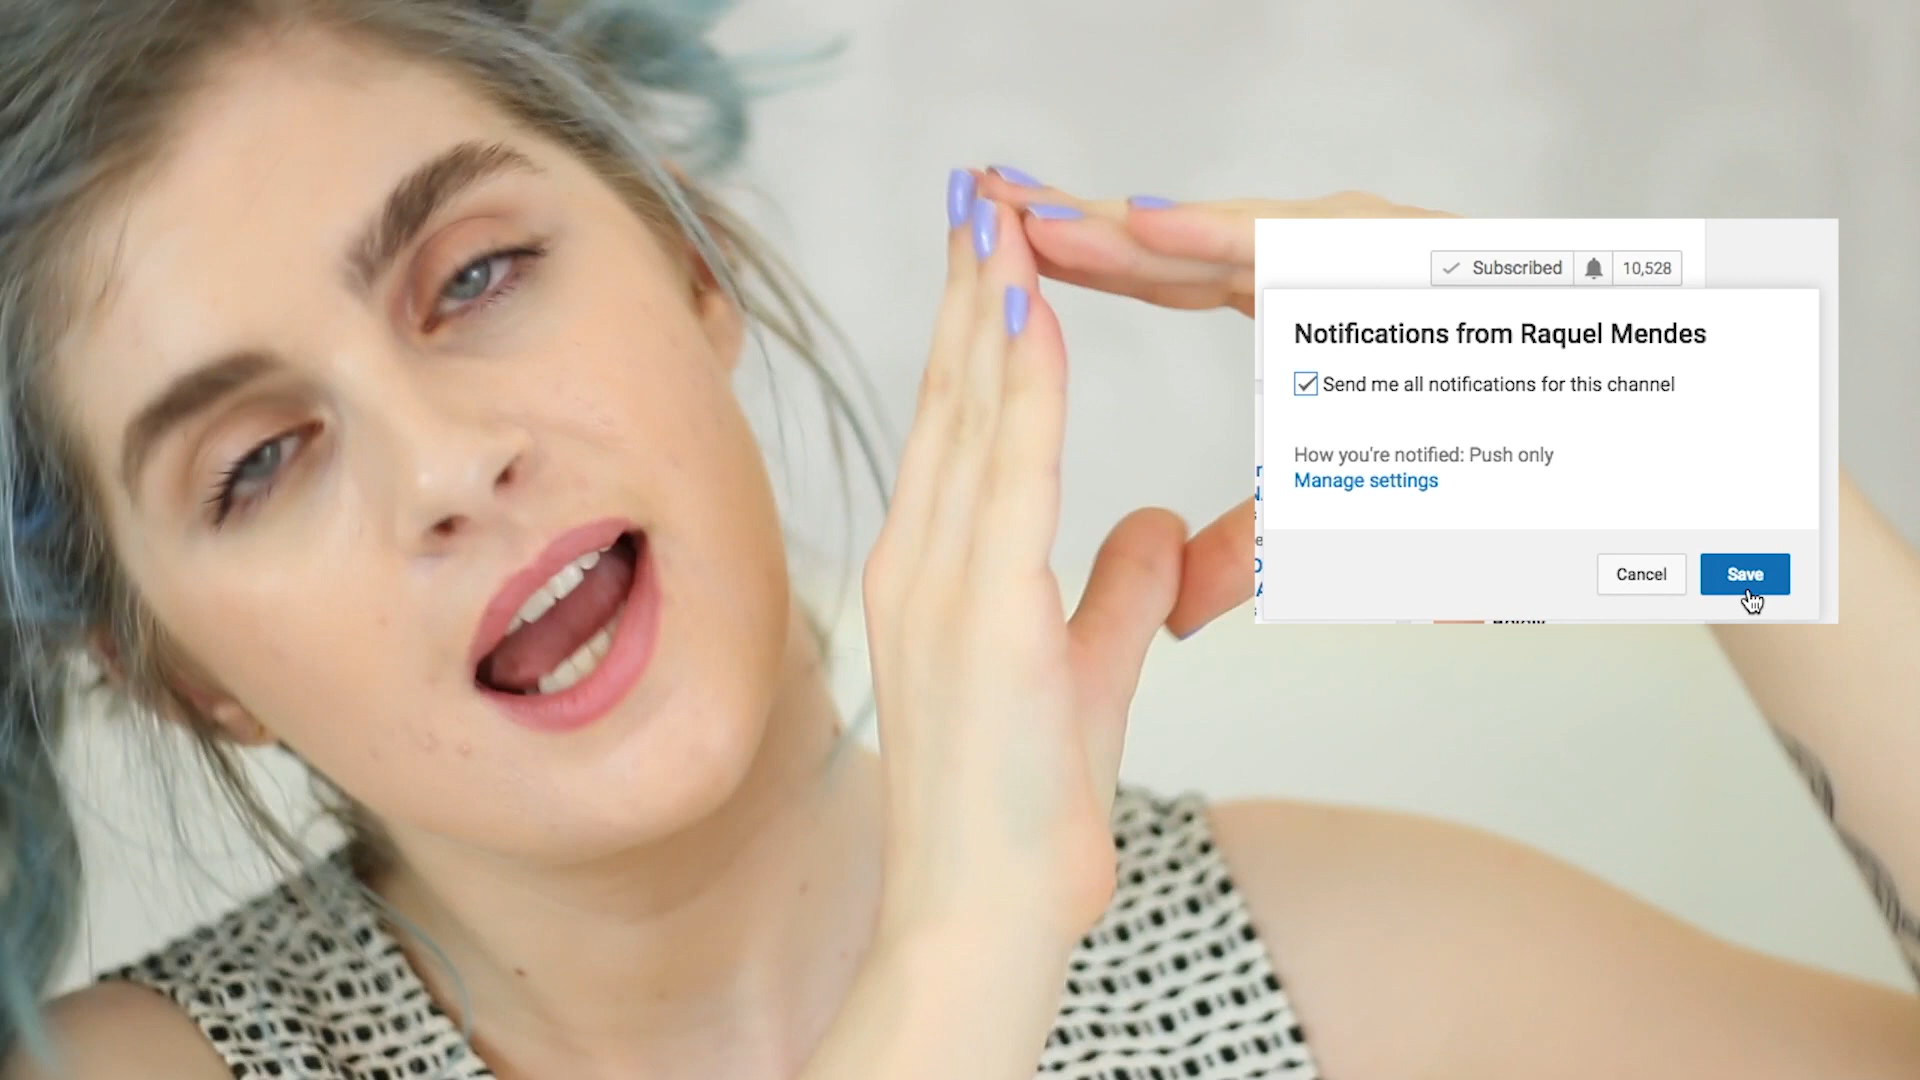 Subscribed 10,528
Notifications from Raquel Mendes
Send me all notifications for this channel
How you're notified: Push only
Manage settings
Cancel Save